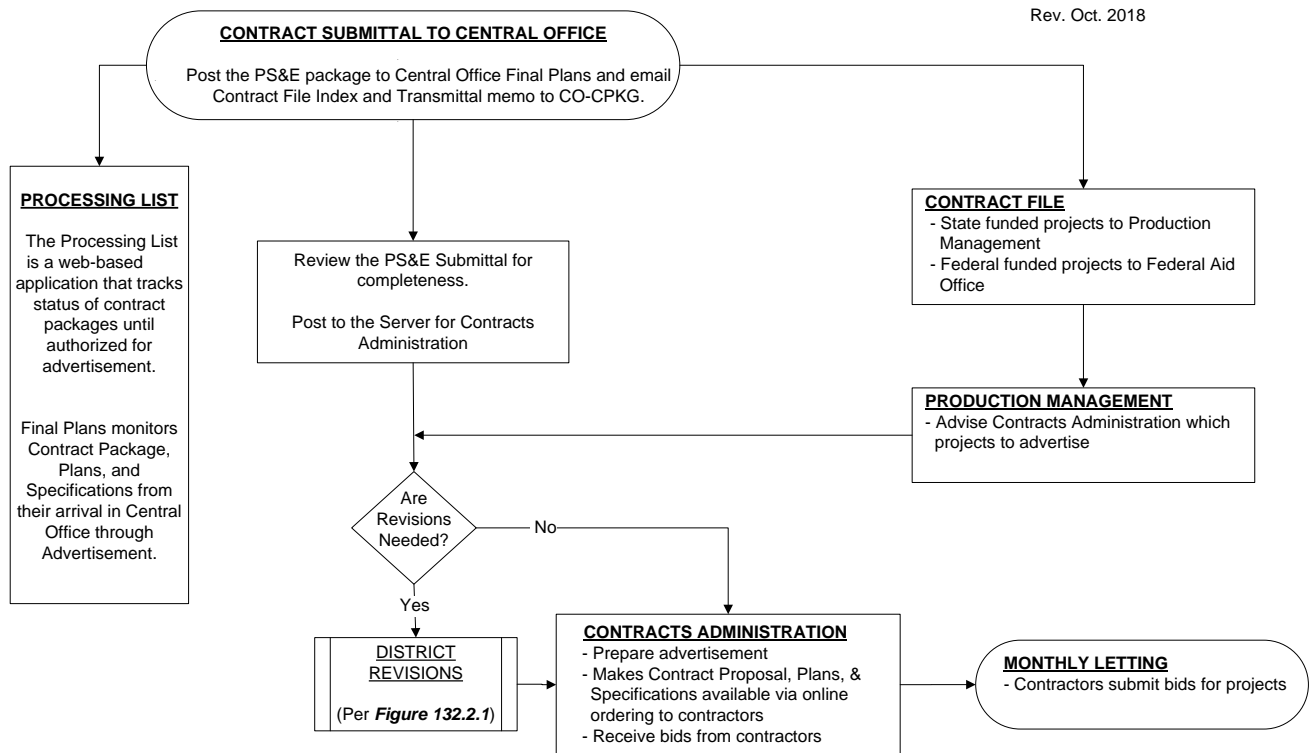 Rev. Oct. 2018
CONTRACT SUBMITTAL TO CENTRAL OFFICE
Post the PS&E package to Central Office Final Plans and email
Contract File Index and Transmittal memo to CO-CPKG.
PROCESSING LIST
The Processing List
is a web-based
application that tracks
status of contract
packages until
authorized for
advertisement.
Final Plans monitors
Contract Package,
Plans, and
Specifications from
their arrival in Central
Office through
Advertisement.
Review the PS&E Submittal for
completeness.
Post to the Server for Contracts
Administration
CONTRACT FILE
- State funded projects to Production
Management
- Federal funded projects to Federal Aid
Office
PRODUCTION MANAGEMENT
- Advise Contracts Administration which
projects to advertise
Are
Revisions
Needed?
No
Yes
DISTRICT
REVISIONS
(Per Figure 132.2.1)
CONTRACTS ADMINISTRATION
- Prepare advertisement
- Makes Contract Proposal, Plans, &
Specifications available via online
ordering to contractors
- Receive bids from contractors
MONTHLY LETTING
- Contractors submit bids for projects